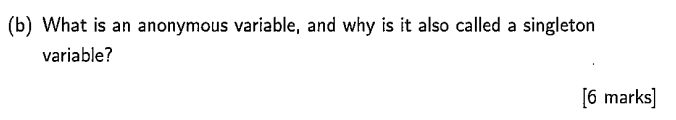 (b) What is an anonymous variable, and why is it also called a singleton
variable?
[6 marks]